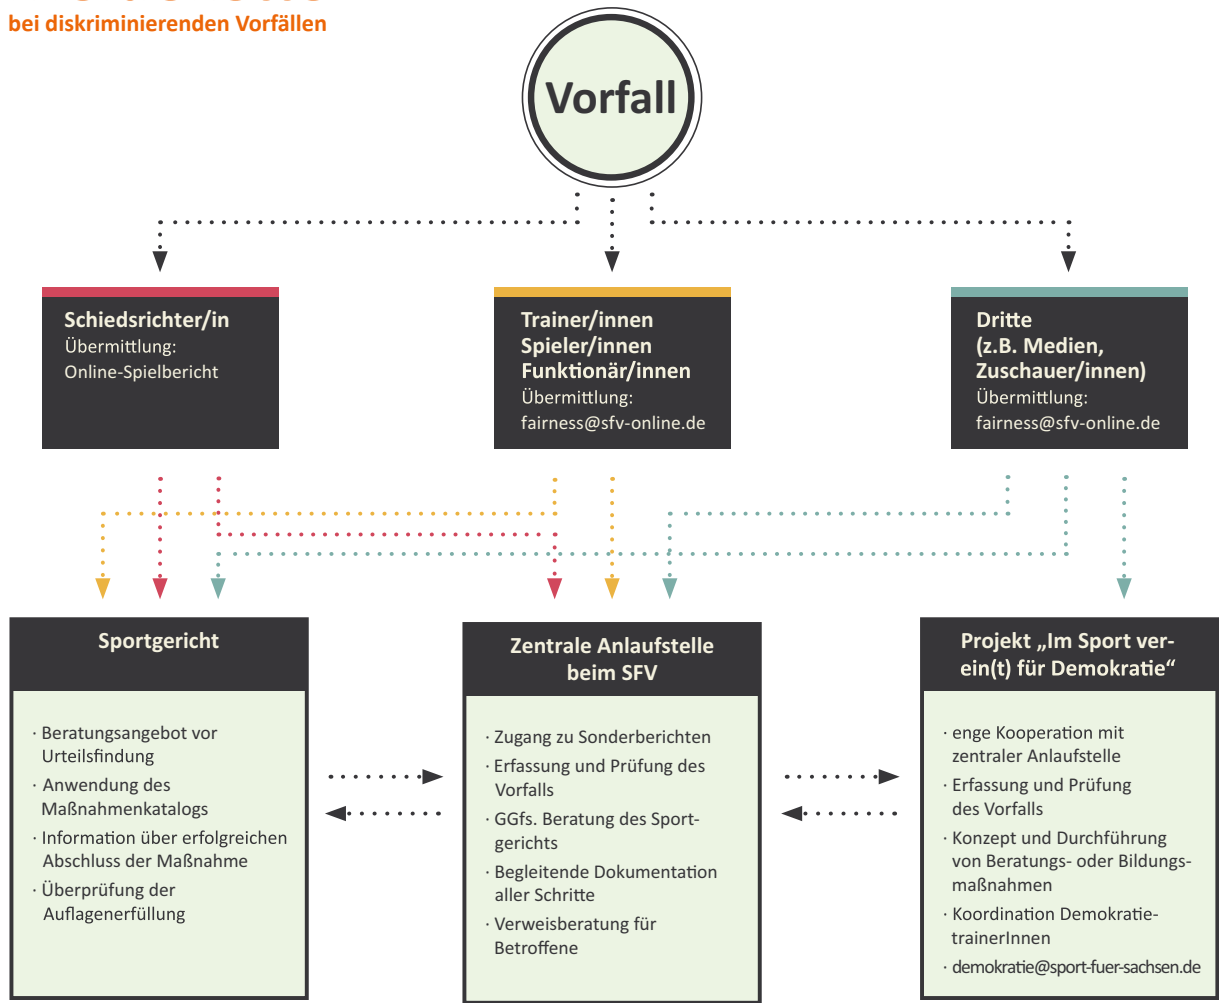 bei diskriminierenden Vorfällen
Vorfall
Schiedsrichter/in
Übermittlung:
Online-Spielbericht
Trainer/innen
Spieler/innen
Funktionär/innen
Übermittlung:
fairness@sfv-online.de
Dritte
(z.B. Medien,
Zuschauer/innen)
Übermittlung:
fairness@sfv-online.de
Sportgericht
· Beratungsangebot vor
Urteilsfindung
· Anwendung des
Maßnahmenkatalogs
· Information über erfolgreichen
Abschluss der Maßnahme
· Überprüfung der
Auflagenerfüllung
Zentrale Anlaufstelle
beim SFV
· Zugang zu Sonderberichten
· Erfassung und Prüfung des
Vorfalls
· GGfs. Beratung des Sport-
gerichts
· Begleitende Dokumentation
aller Schritte
· Verweisberatung für
Betroffene
Projekt „Im Sport ver-
ein(t) für Demokratie“
· enge Kooperation mit
zentraler Anlaufstelle
· Erfassung und Prüfung
des Vorfalls
· Konzept und Durchführung
von Beratungs- oder Bildungs-
maßnahmen
· Koordination Demokratie-
trainerInnen
· demokratie@sport-fuer-sachsen.de